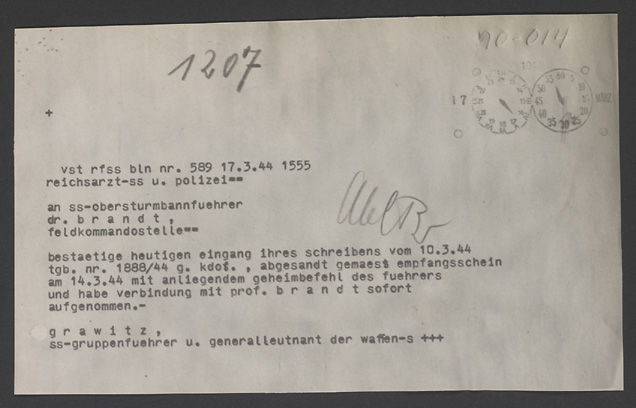 1207
90-014
17 MÄRZ
+
vst rfss bln nr. 589 17.3.44 1555
reichsarzt-ss u. polizei==
an ss-obersturmbannfuehrer
dr. b r a n d t ,
feldkommandostelle==
bestaetige heutigen eingang ihres schreibens vom 10.3.44
tgb. nr. 1888/44 g. kdos. , abgesandt gemaess empfangsschein
am 14.3.44 mit anliegendem geheimbefehl des fuehrers
und habe verbindung mit prof. b r a n d t sofort
aufgenommen.-
g r a w i t z ,
ss-gruppenfuehrer u. generalleutnant der waffen-s +++